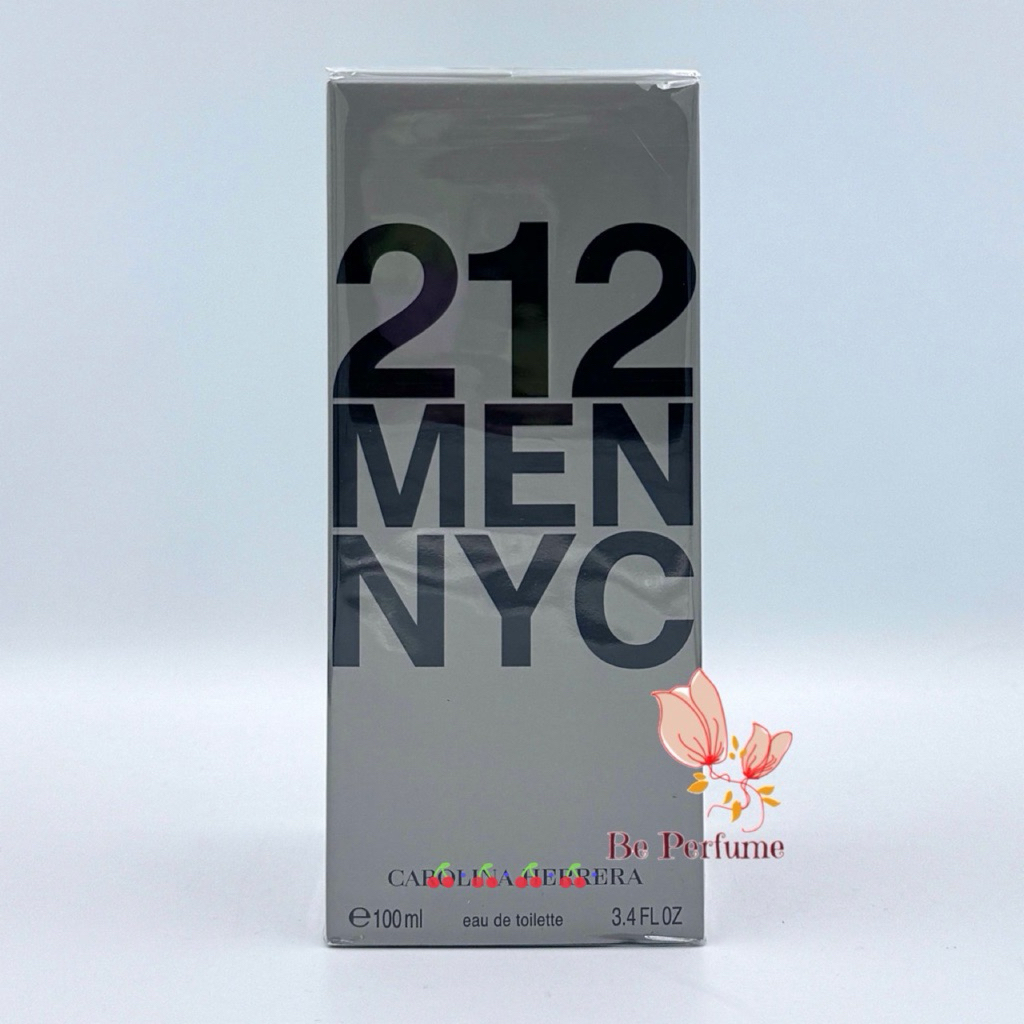 212
MEN
NYC
Be Perfume
CAROLINA HERRERA
℮100ml eau de toilette 3.4 FL OZ